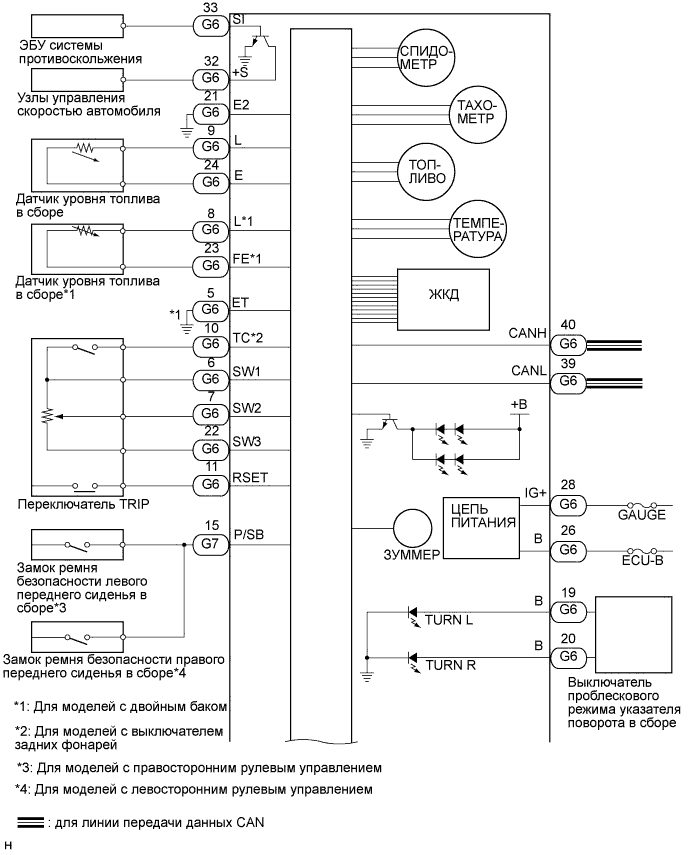 33
SI
G6
ЭБУ системы
противоскольжения
32
+S
G6
Узлы управления
скоростью автомобиля
21
E2
G6
9
L
G6
24
E
G6
Датчик уровня топлива
в сборе
8
L*1
G6
23
FE*1
G6
Датчик уровня топлива
в сборе*1
5
ET
*1
G6
10
TC*2
G6
6
SW1
G6
7
SW2
G6
22
SW3
G6
11
RSET
G6
Переключатель TRIP
15
P/SB
G7
Замок ремня
безопасности левого
переднего сиденья в
сборе*3
Замок ремня безопасности правого
переднего сиденья в сборе*4
СПИДО-
МЕТР
ТАХО-
МЕТР
ТОП-
ЛИВО
ТЕМПЕ-
РАТУРА
ЖКД
CANH
40
G6
CANL
39
G6
+B
ЦЕПЬ
ПИТАНИЯ
ЗУММЕР
IG+
28
G6
GAUGE
B
26
G6
ECU-B
TURN L
B
19
G6
TURN R
B
20
G6
Выключатель
проблескового
режима указателя
поворота в сборе
*1: Для моделей с двойным баком
*2: Для моделей с выключателем
задних фонарей
*3: Для моделей с правосторонним рулевым управлением
*4: Для моделей с левосторонним рулевым управлением
: для линии передачи данных CAN
H